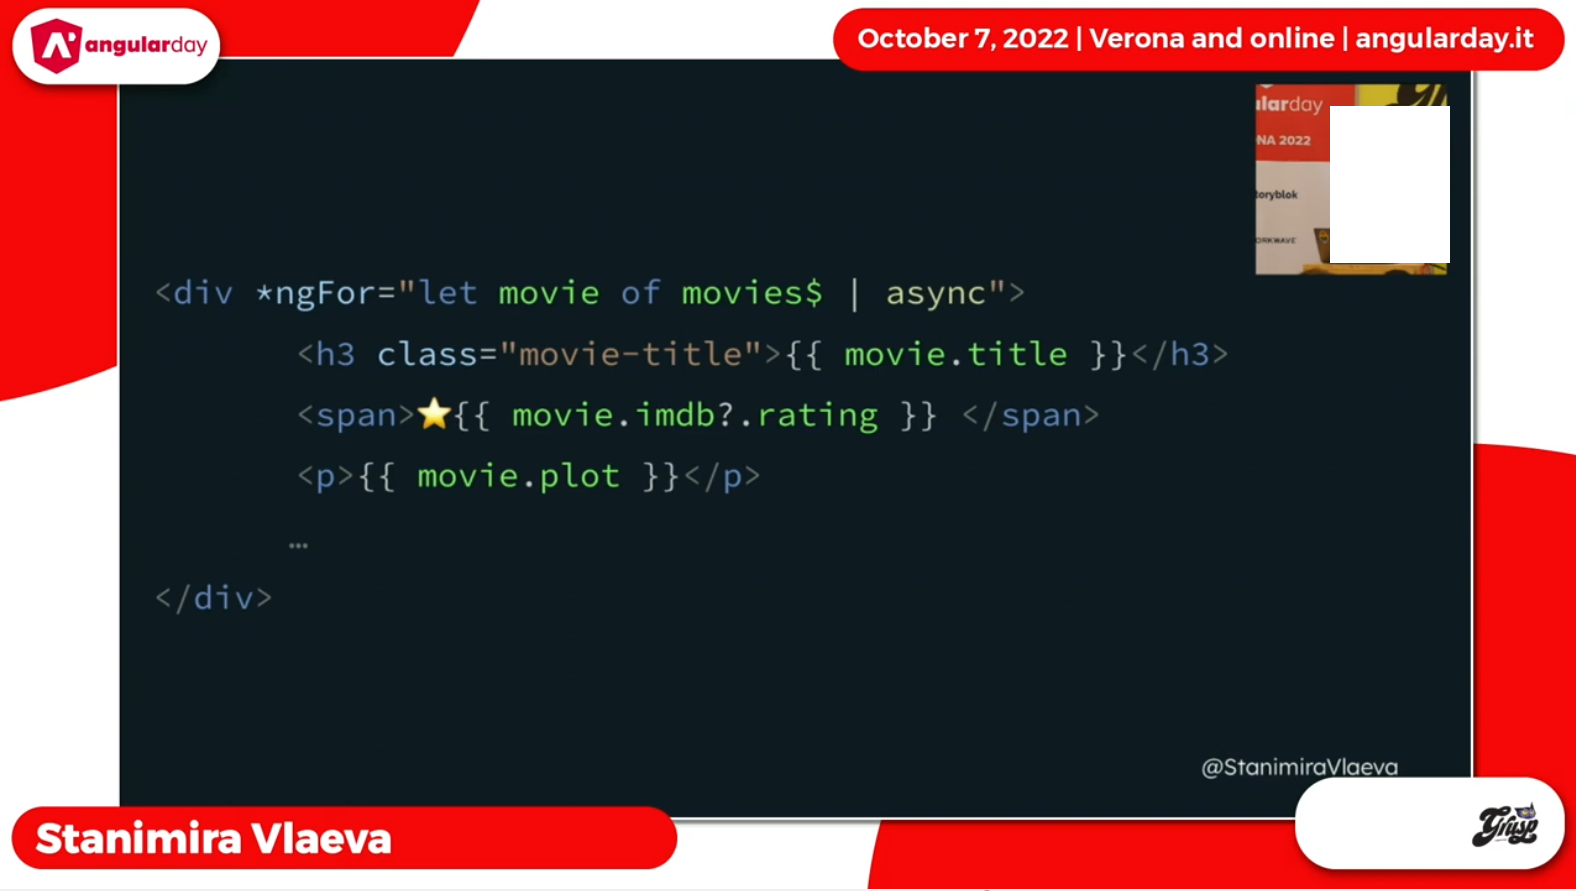 angularday
October 7, 2022 | Verona and online | angularday.it
ularday
NA 2022
toryblok
ORKWAVE
<div *ngFor="let movie of movies$ | async">
<h3 class="movie-title">{{ movie.title }}</h3>
<span>⭐{{ movie.imdb?.rating }} </span>
<p>{{ movie.plot }}</p>
…
</div>
@StanimiraVlaeva
Stanimira Vlaeva
Grusp